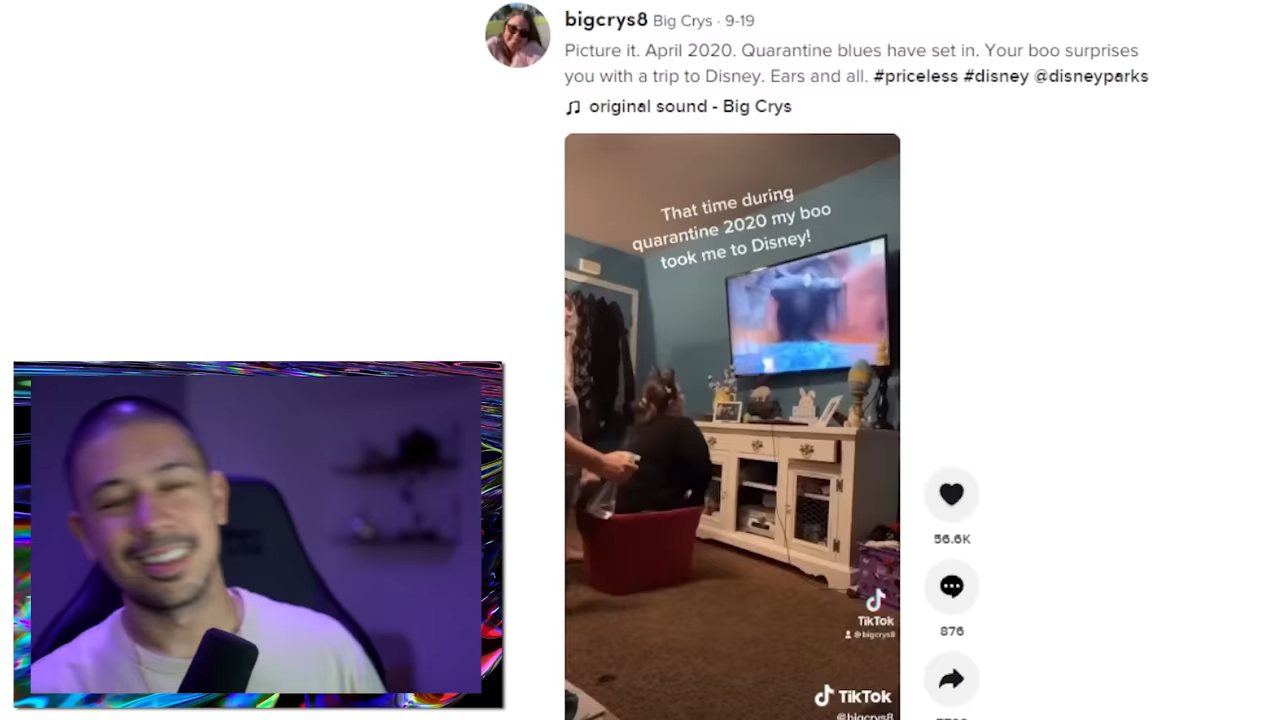 bigcrys8 Big Crys · 9-19
Picture it. April 2020. Quarantine blues have set in. Your boo surprises
you with a trip to Disney. Ears and all. #priceless #disney @disneyparks
original sound - Big Crys
That time during
quarantine 2020 my boo
took me to Disney!
56.6K
876
TikTok
@bigcrys8
TikTok
@bigcrys8